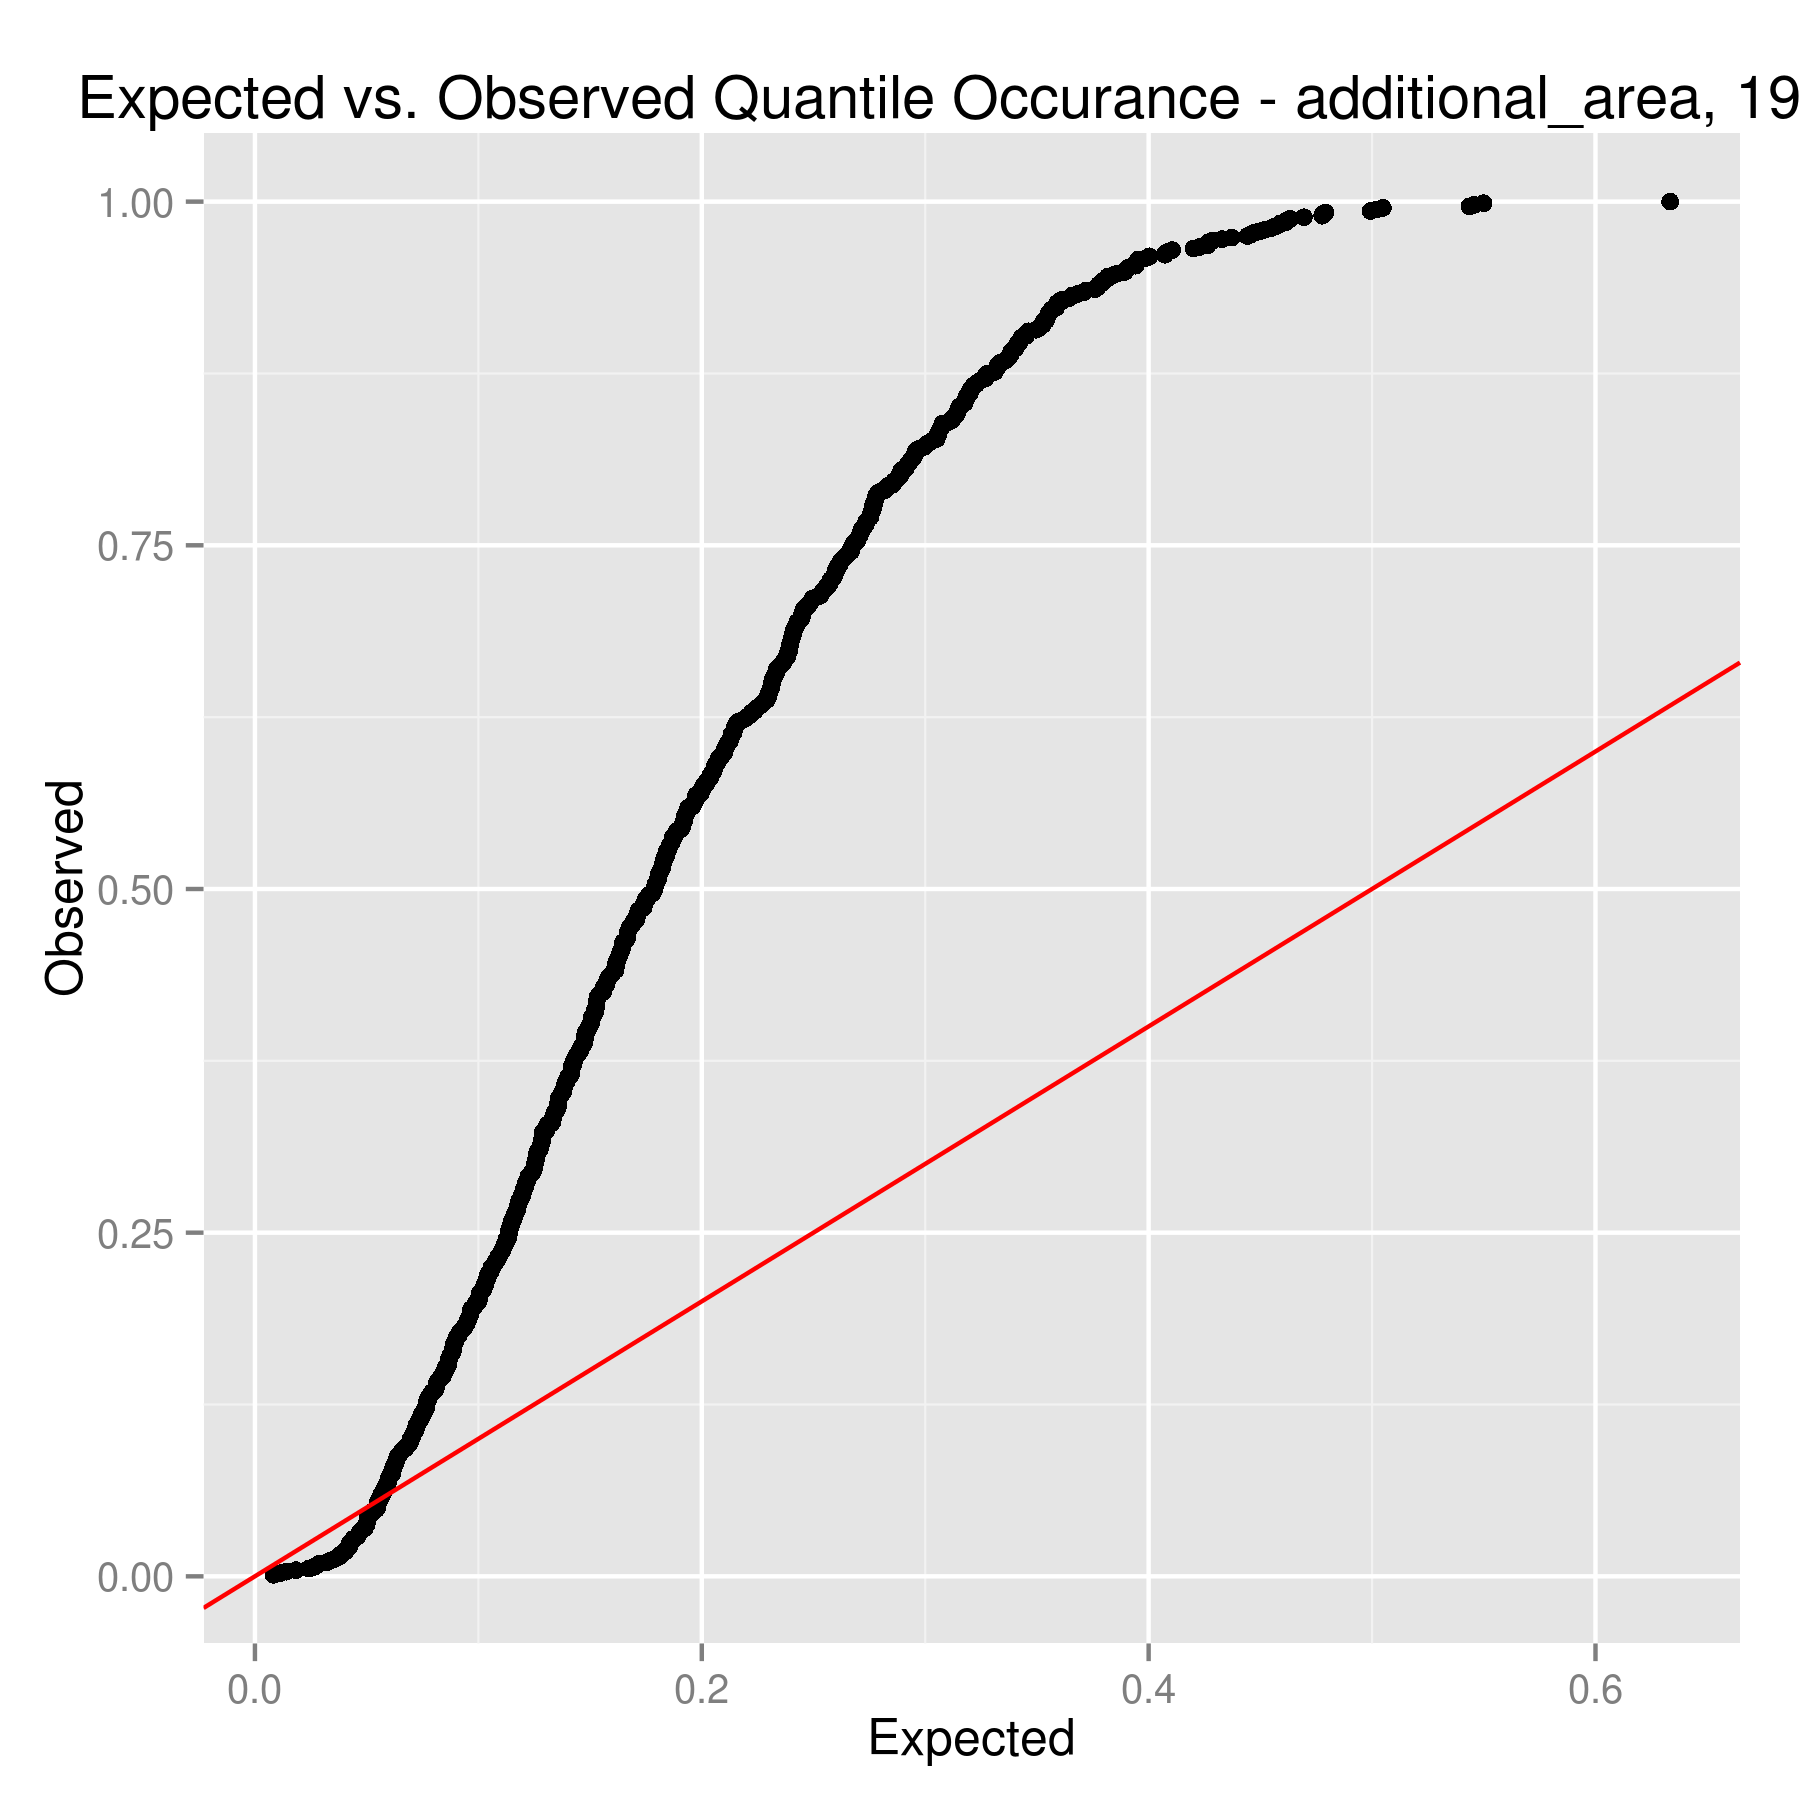 Expected vs. Observed Quantile Occurance - additional_area, 19
1.00
0.75
0.50
0.25
0.00
Observed
0.0 0.2 0.4 0.6
Expected